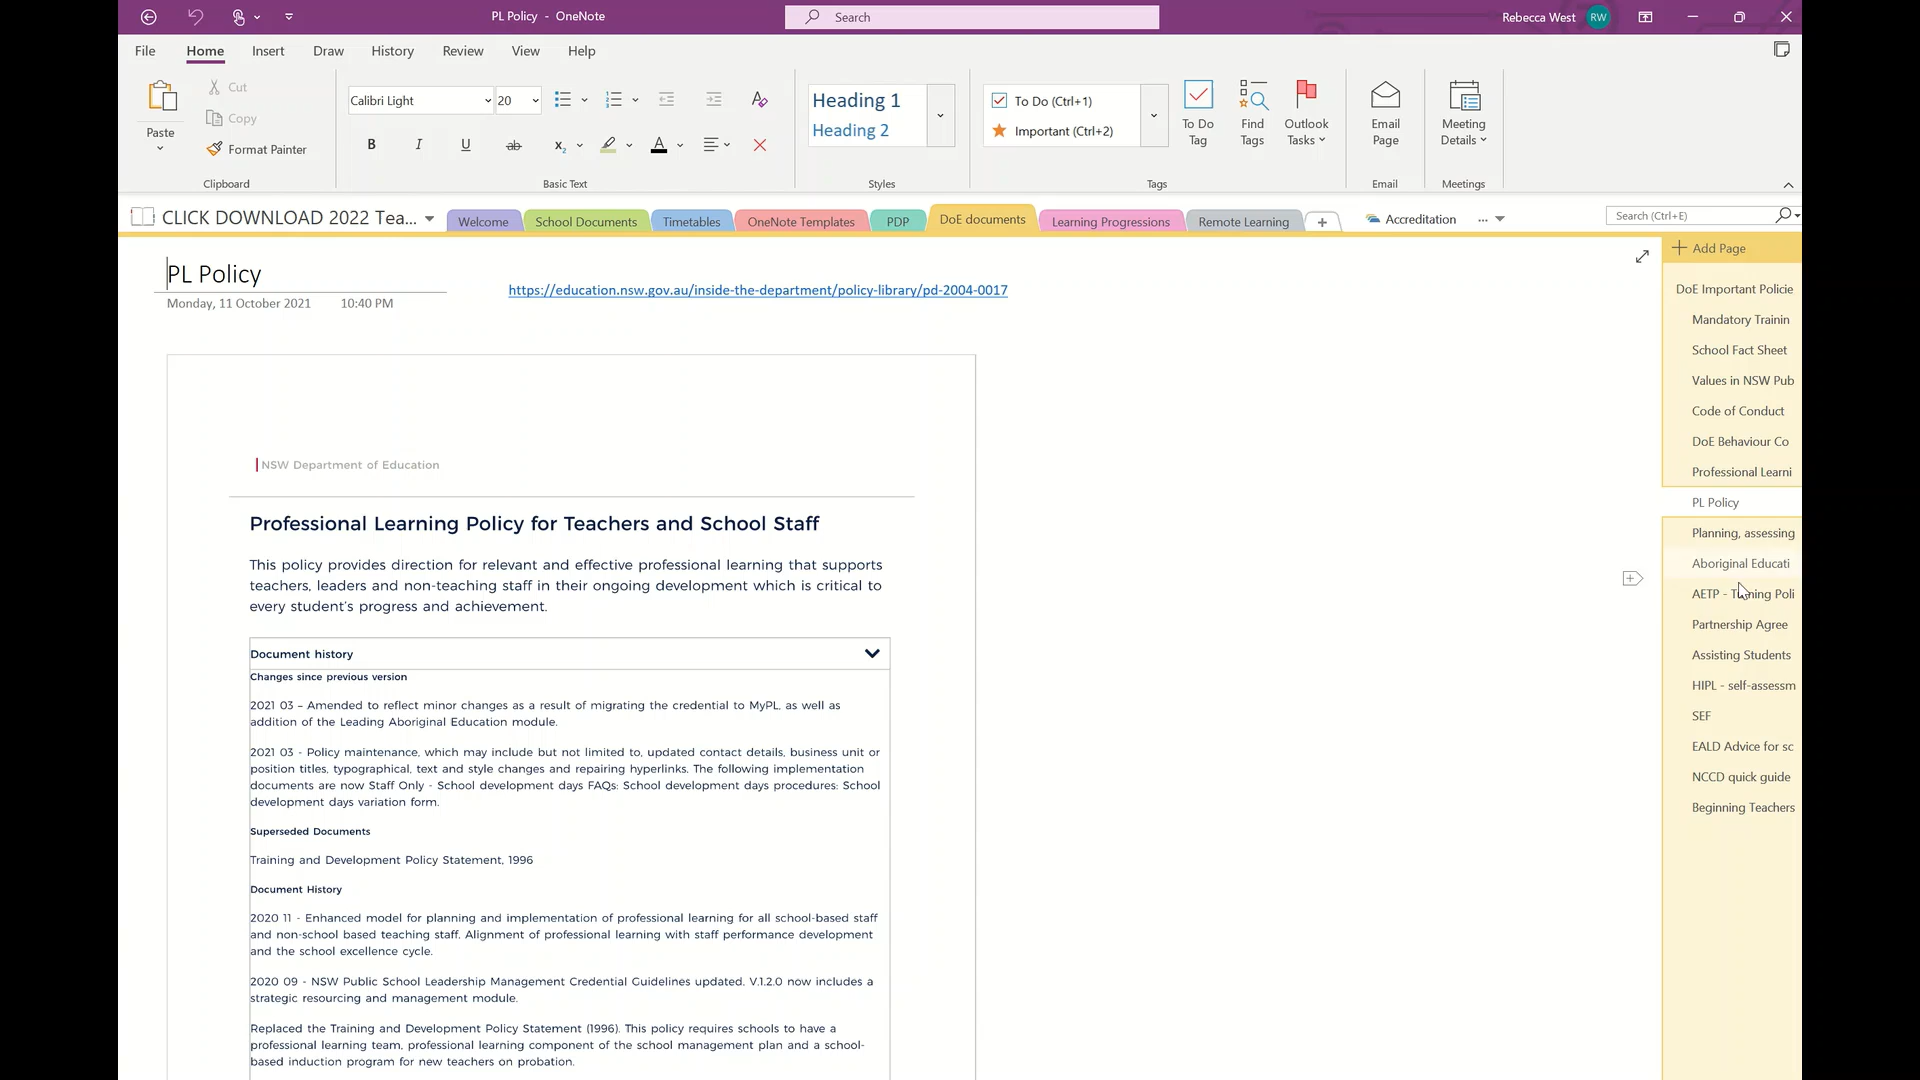 PL Policy - OneNote
Search
Rebecca West RW
File Home Insert Draw History Review View Help
Paste
Cut
Copy
Format Painter
Clipboard
Calibri Light 20
B I U ab x₂ A
Basic Text
Heading 1
Heading 2
Styles
To Do (Ctrl+1)
Important (Ctrl+2)
To Do
Tag
Find
Tags
Outlook
Tasks
Tags
Email
Page
Email
Meeting
Details
Meetings
CLICK DOWNLOAD 2022 Tea...
Welcome School Documents Timetables OneNote Templates PDP DoE documents Learning Progressions Remote Learning + Accreditation ...
Search (Ctrl+E)
PL Policy
Monday, 11 October 2021 10:40 PM
https://education.nsw.gov.au/inside-the-department/policy-library/pd-2004-0017
NSW Department of Education
Professional Learning Policy for Teachers and School Staff
This policy provides direction for relevant and effective professional learning that supports
teachers, leaders and non-teaching staff in their ongoing development which is critical to
every student's progress and achievement.
Document history
Changes since previous version
2021 03 – Amended to reflect minor changes as a result of migrating the credential to MyPL, as well as
addition of the Leading Aboriginal Education module.
2021 03 - Policy maintenance, which may include but not limited to, updated contact details, business unit or
position titles, typographical, text and style changes and repairing hyperlinks. The following implementation
documents are now Staff Only - School development days FAQs: School development days procedures: School
development days variation form.
Superseded Documents
Training and Development Policy Statement, 1996
Document History
2020 11 - Enhanced model for planning and implementation of professional learning for all school-based staff
and non-school based teaching staff. Alignment of professional learning with staff performance development
and the school excellence cycle.
2020 09 - NSW Public School Leadership Management Credential Guidelines updated. V.1.2.0 now includes a
strategic resourcing and management module.
Replaced the Training and Development Policy Statement (1996). This policy requires schools to have a
professional learning team, professional learning component of the school management plan and a school-
based induction program for new teachers on probation.
Add Page
DoE Important Policie
Mandatory Trainin
School Fact Sheet
Values in NSW Pub
Code of Conduct
DoE Behaviour Co
Professional Learni
PL Policy
Planning, assessing
Aboriginal Educati
AETP - Training Poli
Partnership Agree
Assisting Students
HIPL - self-assessm
SEF
EALD Advice for sc
NCCD quick guide
Beginning Teachers